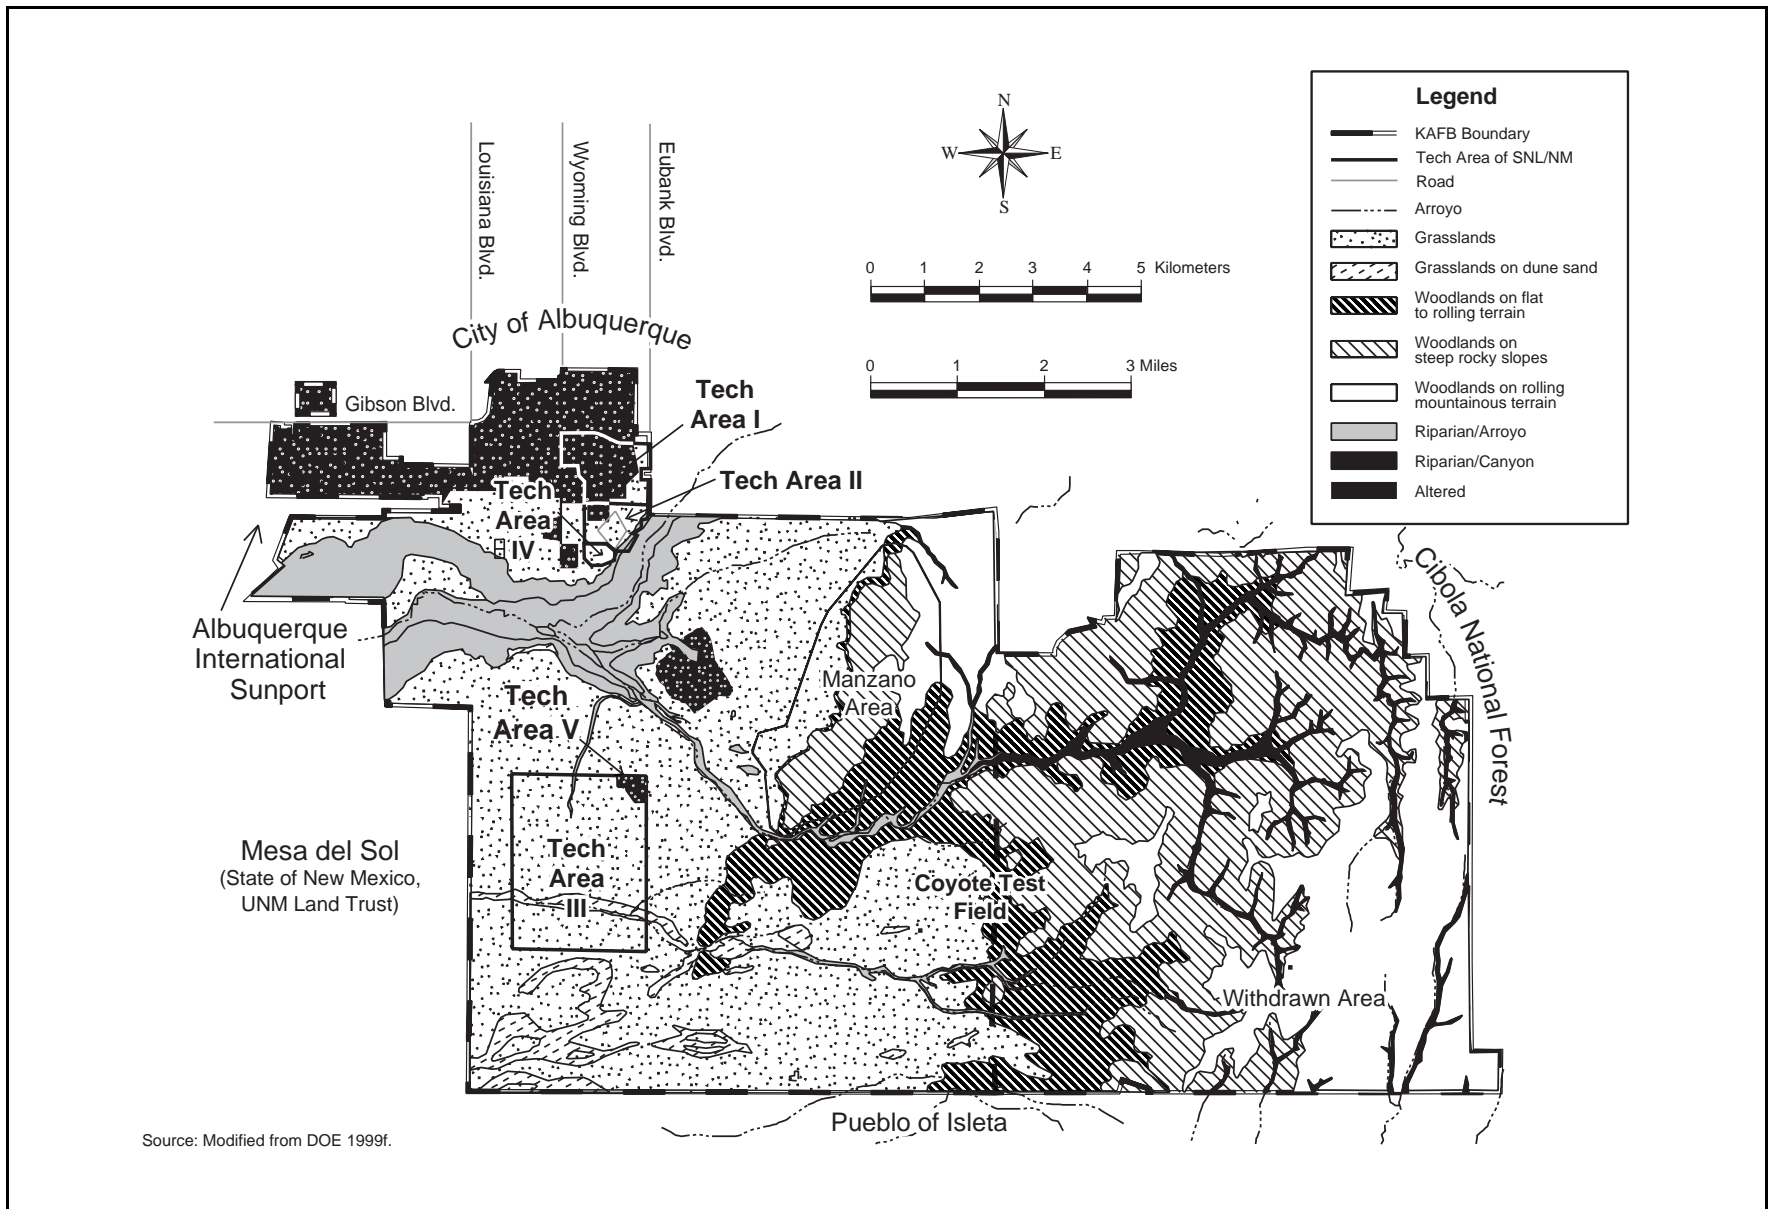 Legend
KAFB Boundary
Tech Area of SNL/NM
Road
Arroyo
Grasslands
Grasslands on dune sand
Woodlands on flat
to rolling terrain
Woodlands on
steep rocky slopes
Woodlands on rolling
mountainous terrain
Riparian/Arroyo
Riparian/Canyon
Altered
N
W
E
S
0 1 2 3 4 5 Kilometers
0 1 2 3 Miles
Louisiana Blvd.
Wyoming Blvd.
Eubank Blvd.
City of Albuquerque
Gibson Blvd.
Tech
Area I
Tech Area II
Tech
Area
IV
Albuquerque
International
Sunport
Tech
Area V
Manzano
Area
Cibola National Forest
Mesa del Sol
(State of New Mexico,
UNM Land Trust)
Tech
Area
III
Coyote Test
Field
Withdrawn Area
Pueblo of Isleta
Source: Modified from DOE 1999f.